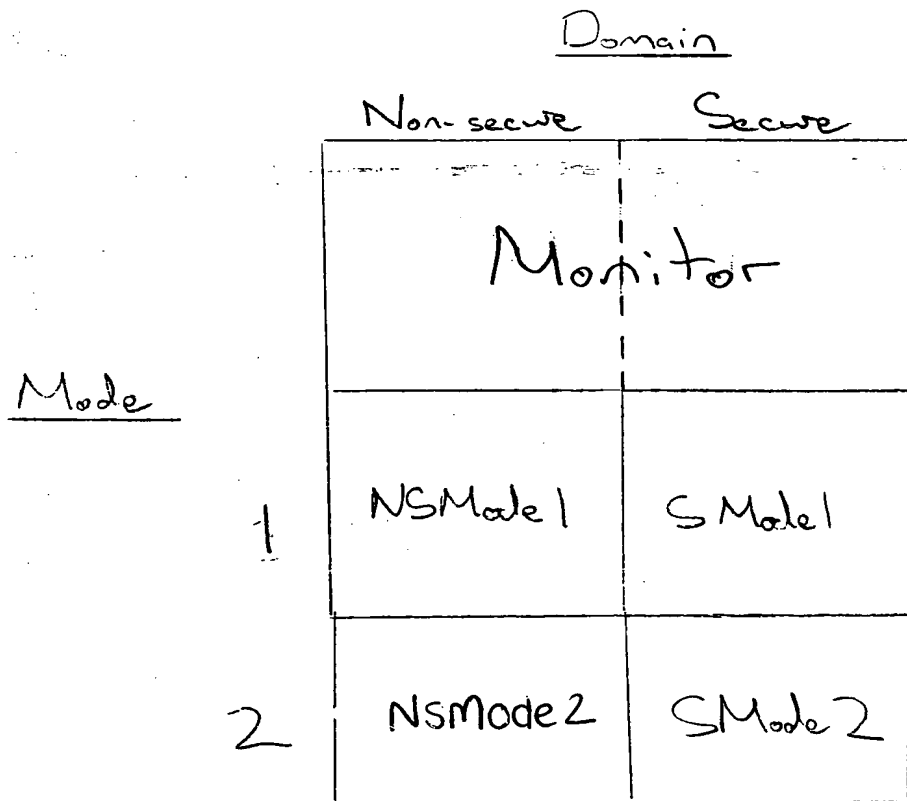 Domain
Non-secure Secure
Monitor
Mode
1 NSMode1 SMode1
2 NSMode2 SMode2